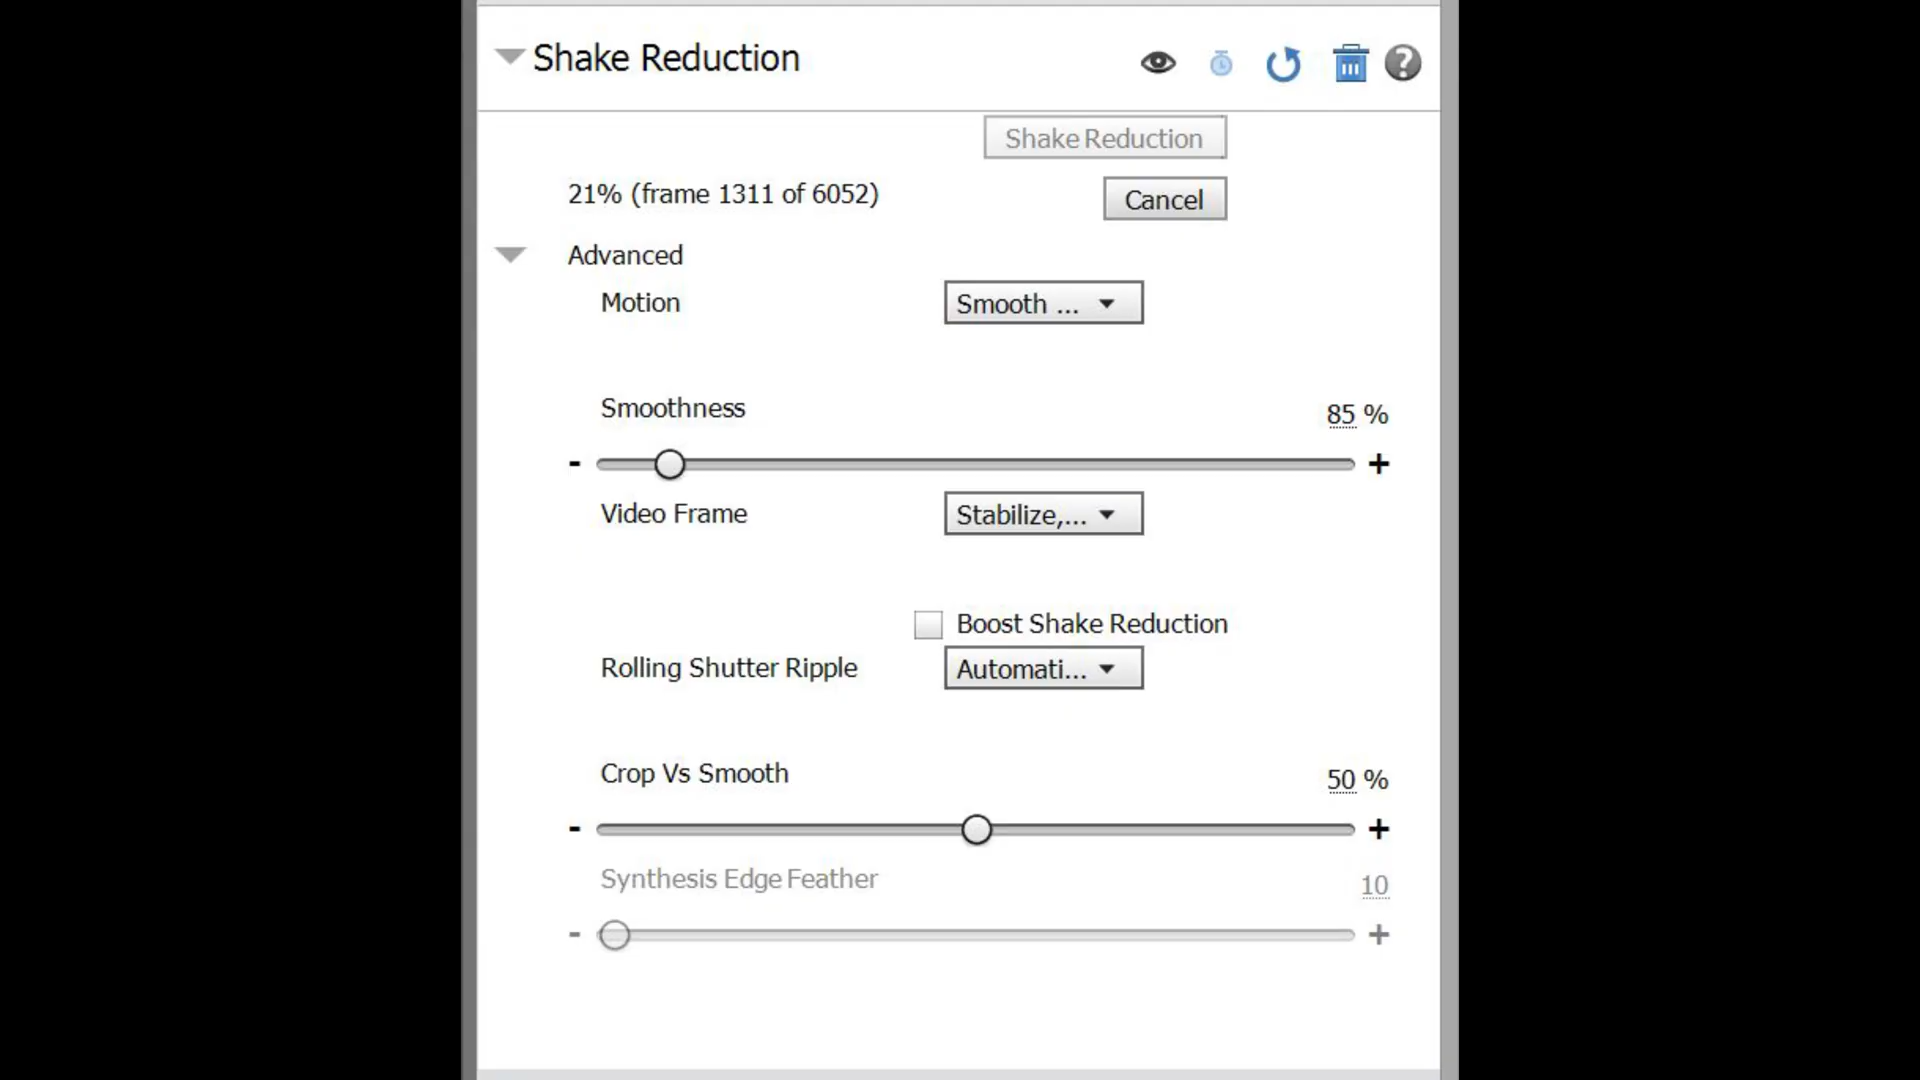 Shake Reduction
Shake Reduction
21% (frame 1311 of 6052)
Cancel
Advanced
Motion
Smooth ...
Smoothness
85 %
- +
Video Frame
Stabilize,...
Boost Shake Reduction
Rolling Shutter Ripple
Automati...
Crop Vs Smooth
50 %
- +
Synthesis Edge Feather
10
- +